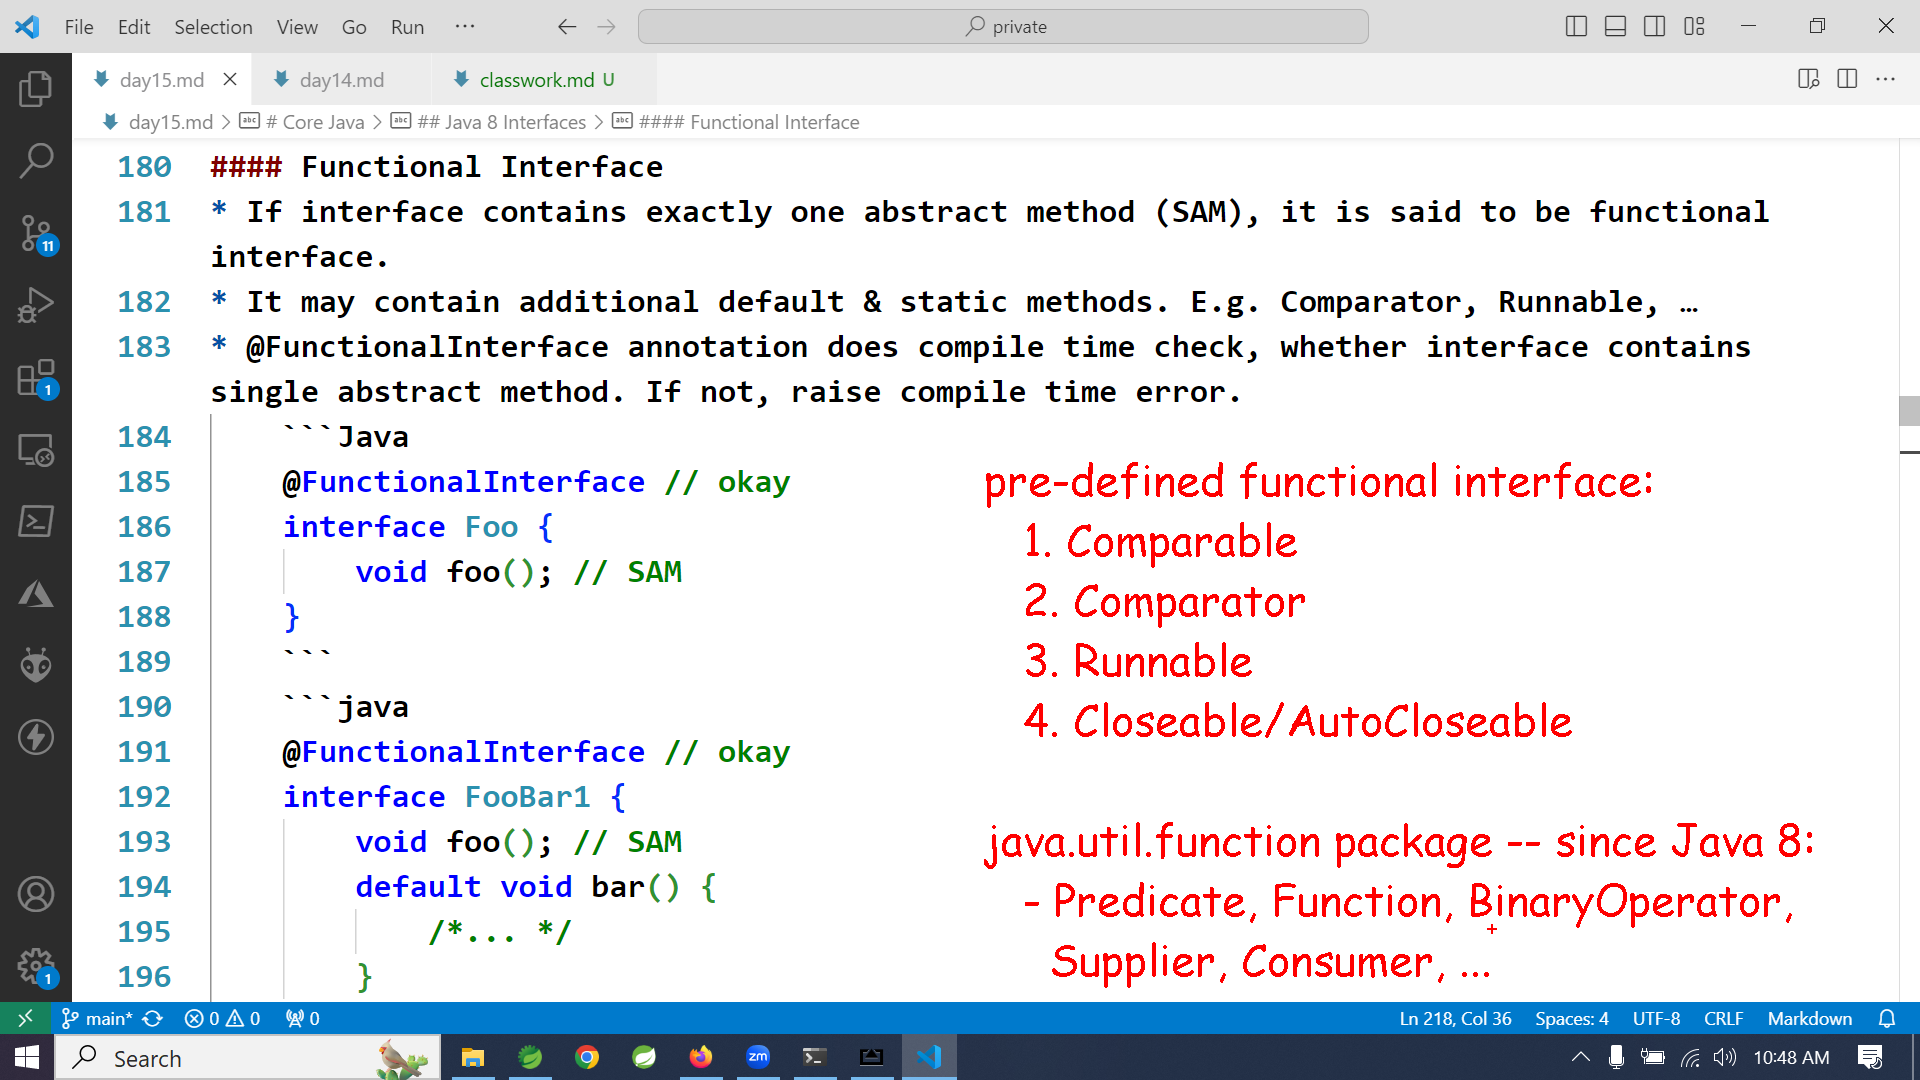 File Edit Selection View Go Run ··· private
day15.md day14.md classwork.md U
day15.md > # Core Java > ## Java 8 Interfaces > #### Functional Interface
180 #### Functional Interface
181 * If interface contains exactly one abstract method (SAM), it is said to be functional
interface.
182 * It may contain additional default & static methods. E.g. Comparator, Runnable, …
183 * @FunctionalInterface annotation does compile time check, whether interface contains
single abstract method. If not, raise compile time error.
184 ```Java
185 @FunctionalInterface // okay
186 interface Foo {
187 void foo(); // SAM
188 }
189 ```
190 ```java
191 @FunctionalInterface // okay
192 interface FooBar1 {
193 void foo(); // SAM
194 default void bar() {
195 /*... */
196 }
pre-defined functional interface:
1. Comparable
2. Comparator
3. Runnable
4. Closeable/AutoCloseable
java.util.function package -- since Java 8:
- Predicate, Function, BinaryOperator,
Supplier, Consumer, ...
11
1
1
main* 0 0 0 Ln 218, Col 36 Spaces: 4 UTF-8 CRLF Markdown
Search zm 10:48 AM